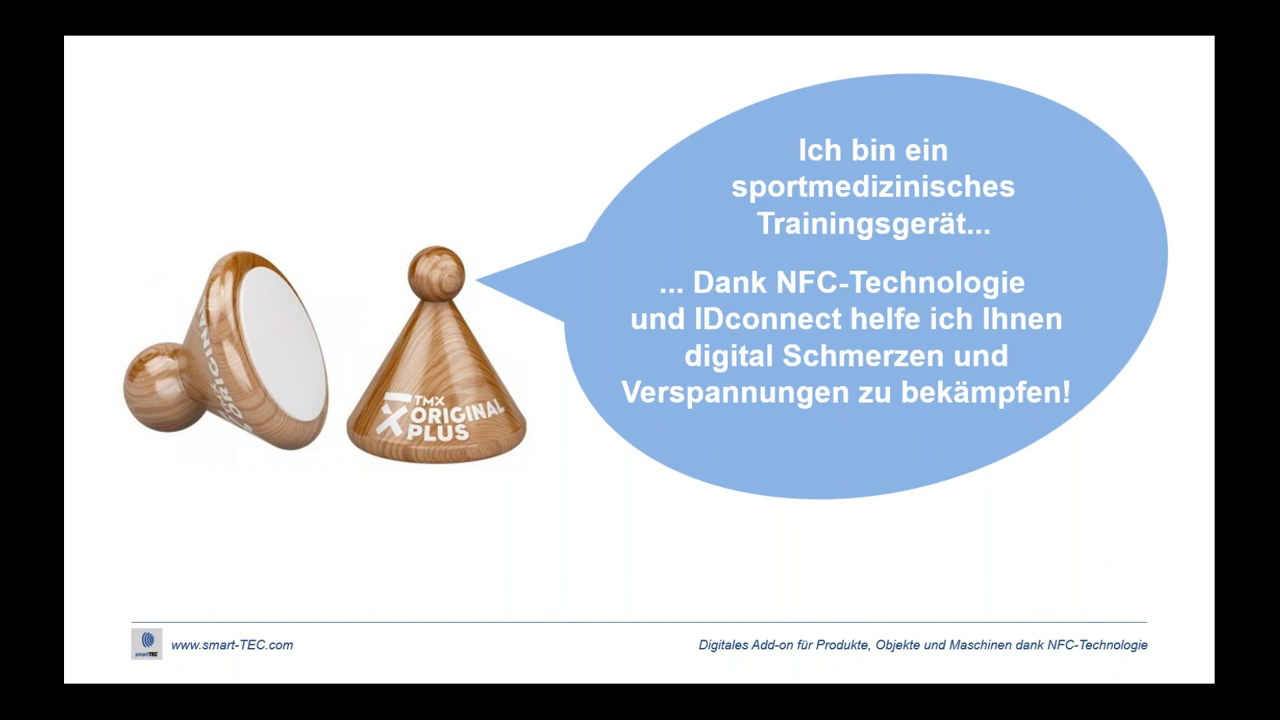 Ich bin ein
sportmedizinisches
Trainingsgerät...
... Dank NFC-Technologie
und IDconnect helfe ich Ihnen
digital Schmerzen und
Verspannungen zu bekämpfen!
TMX
ORIGINAL
PLUS
smartTEC
www.smart-TEC.com
Digitales Add-on für Produkte, Objekte und Maschinen dank NFC-Technologie